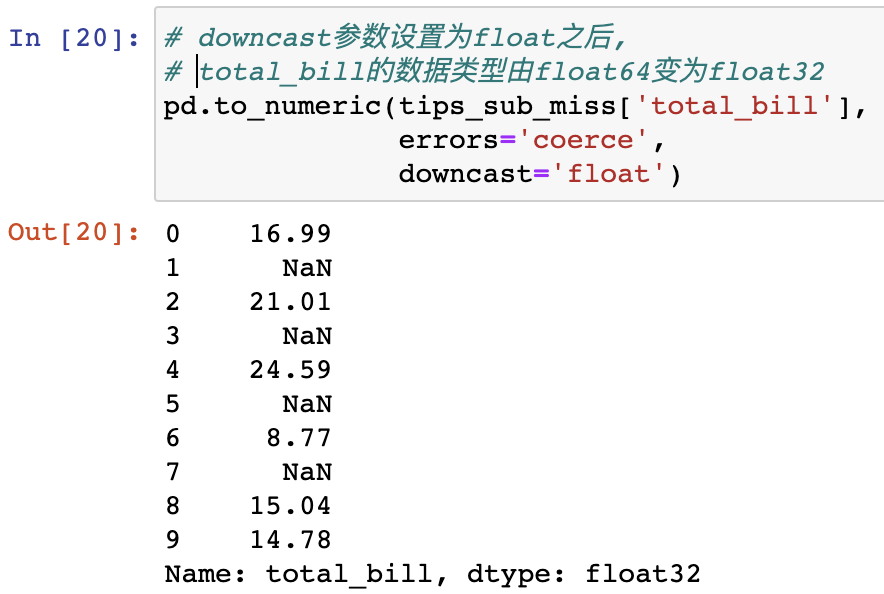 In [20]: # downcast参数设置为float之后,
# total_bill的数据类型由float64变为float32
pd.to_numeric(tips_sub_miss['total_bill'],
errors='coerce',
downcast='float')
Out[20]: 0 16.99
1 NaN
2 21.01
3 NaN
4 24.59
5 NaN
6 8.77
7 NaN
8 15.04
9 14.78
Name: total_bill, dtype: float32